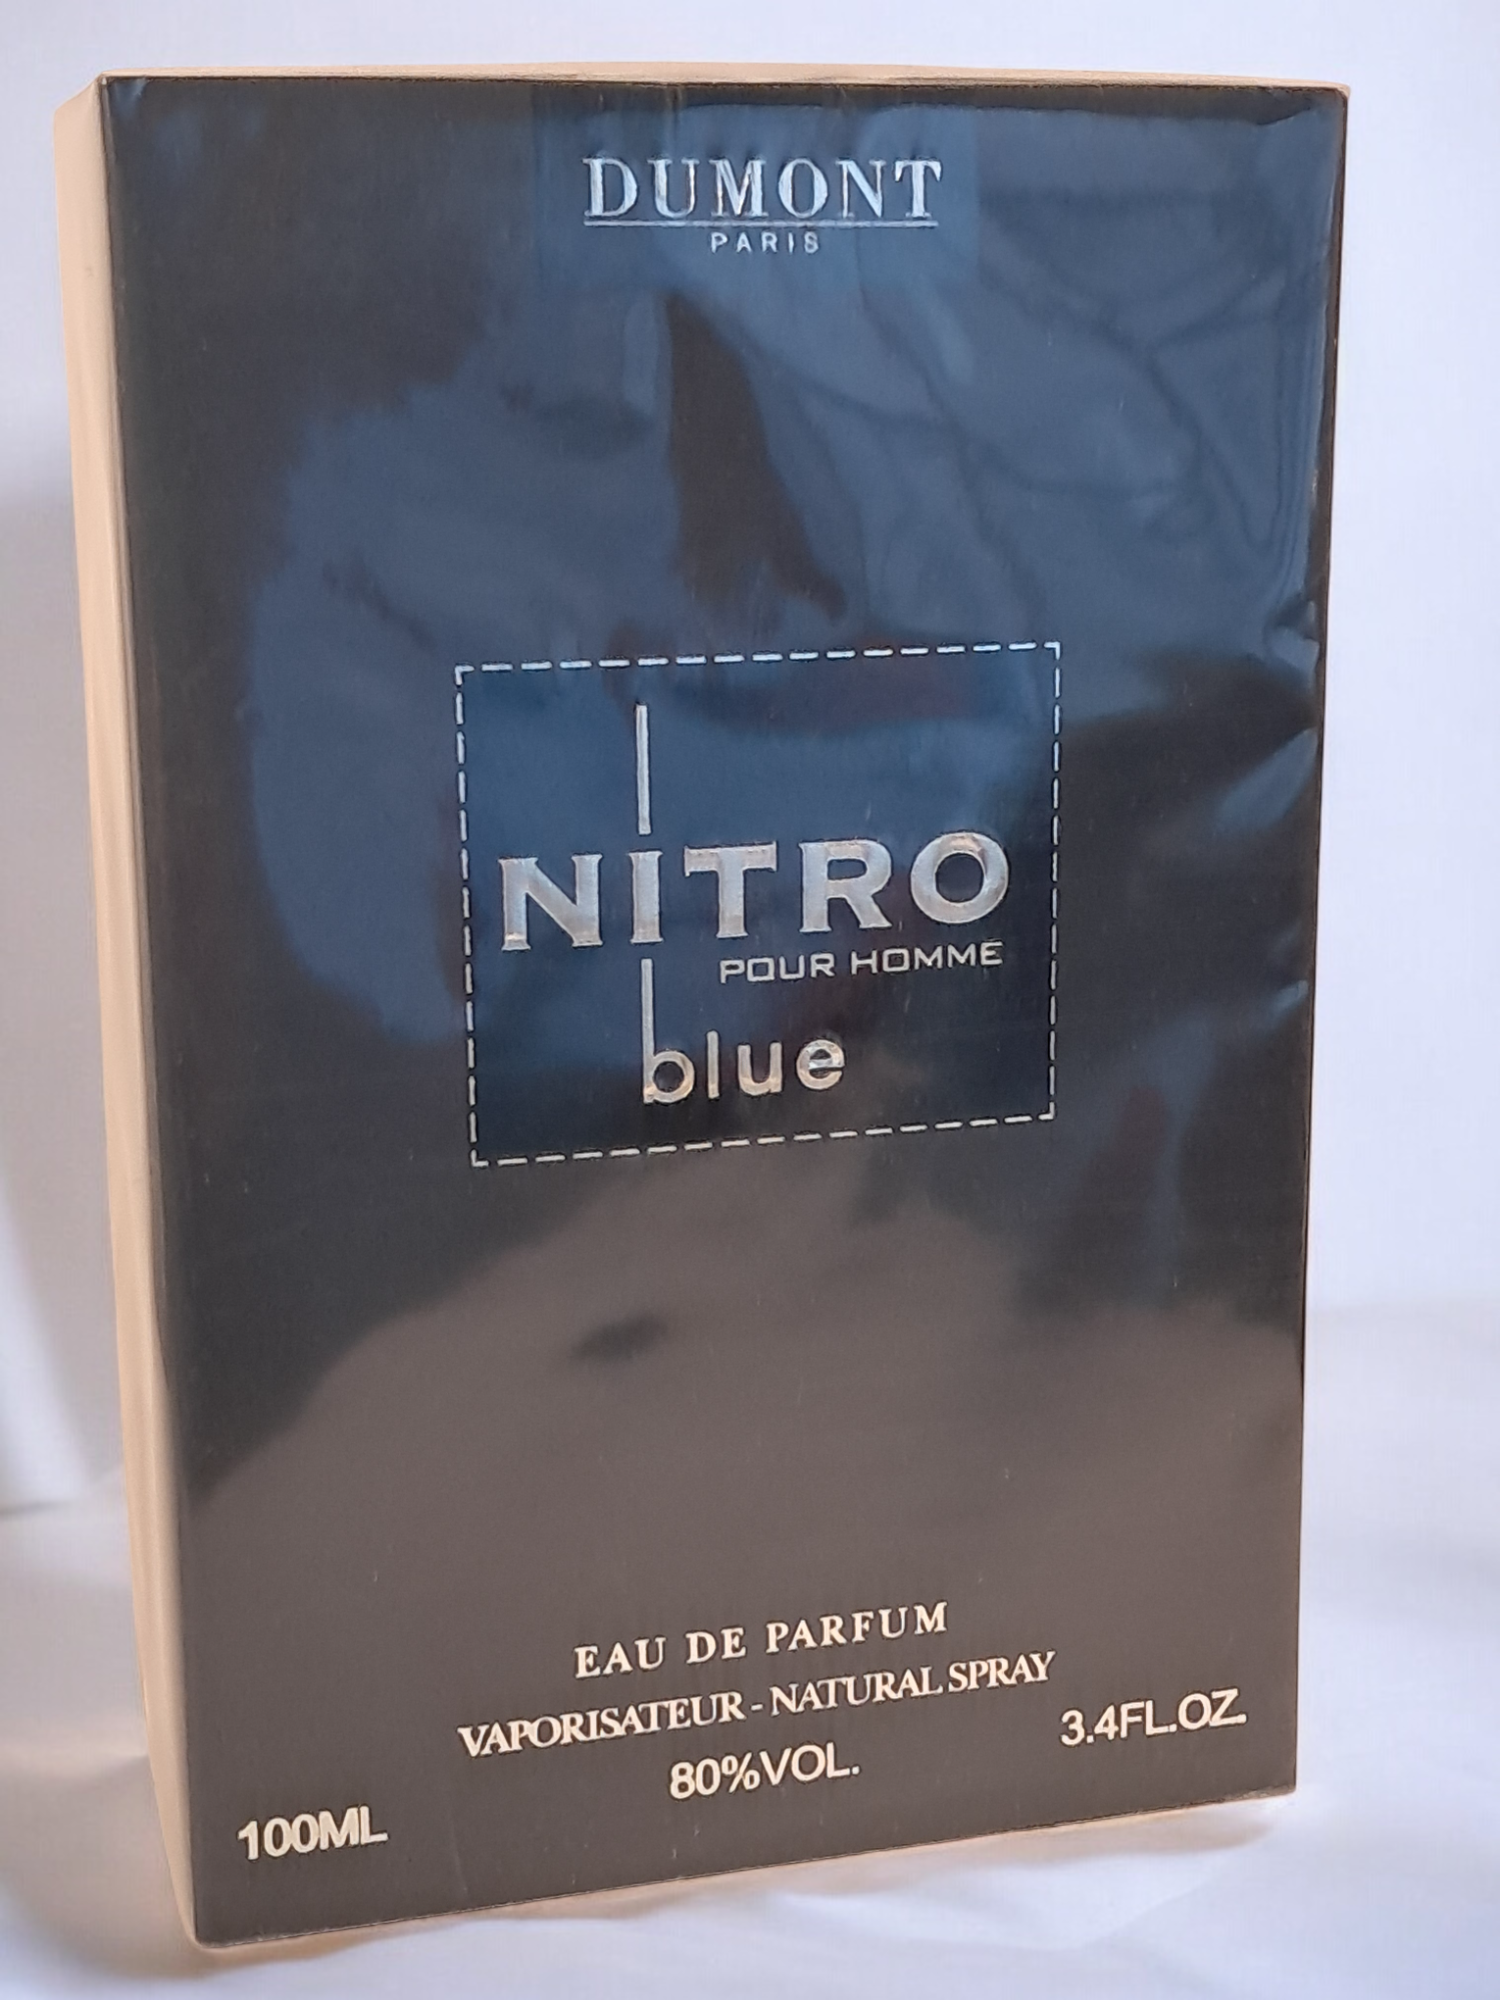 DUMONT
PARIS
NITRO
POUR HOMME
blue
EAU DE PARFUM
VAPORISATEUR - NATURAL SPRAY
80%VOL.
3.4FL.OZ.
100ML